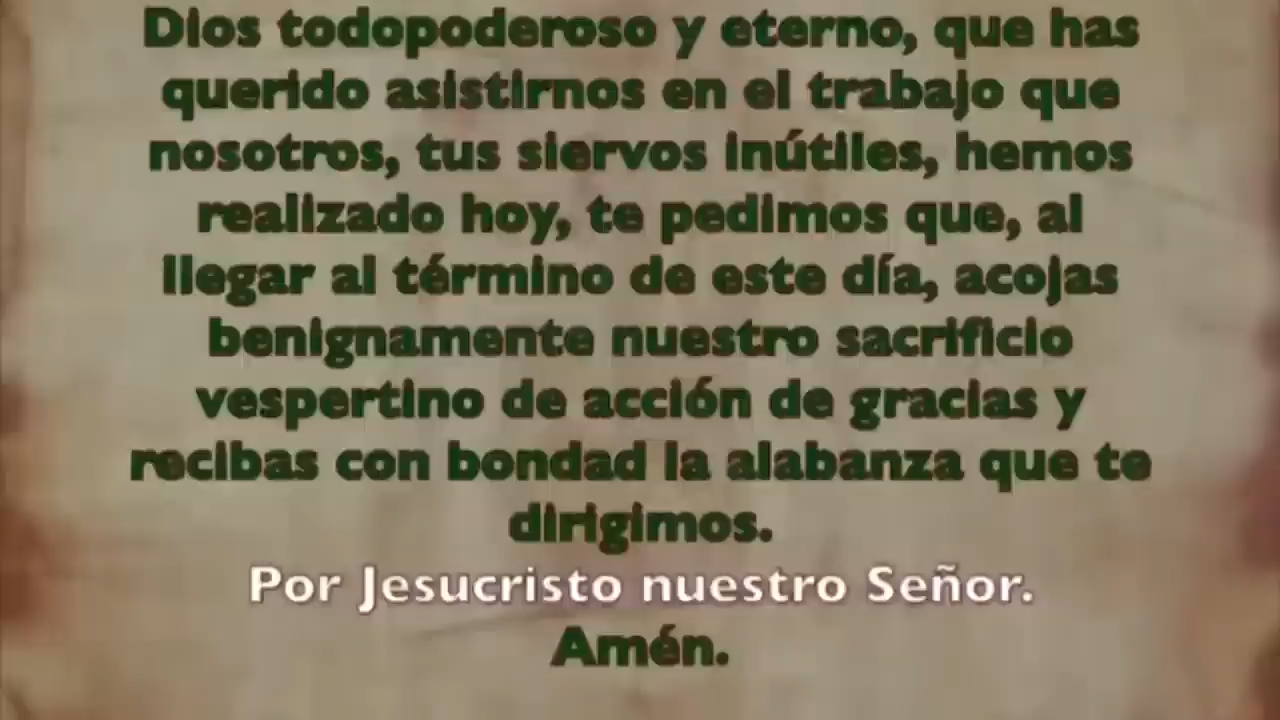 Dios todopoderoso y eterno, que has
querido asistirnos en el trabajo que
nosotros, tus siervos inútiles, hemos
realizado hoy, te pedimos que, al
llegar al término de este día, acojas
benignamente nuestro sacrificio
vespertino de acción de gracias y
recibas con bondad la alabanza que te
dirigimos.
Por Jesucristo nuestro Señor.
Amén.